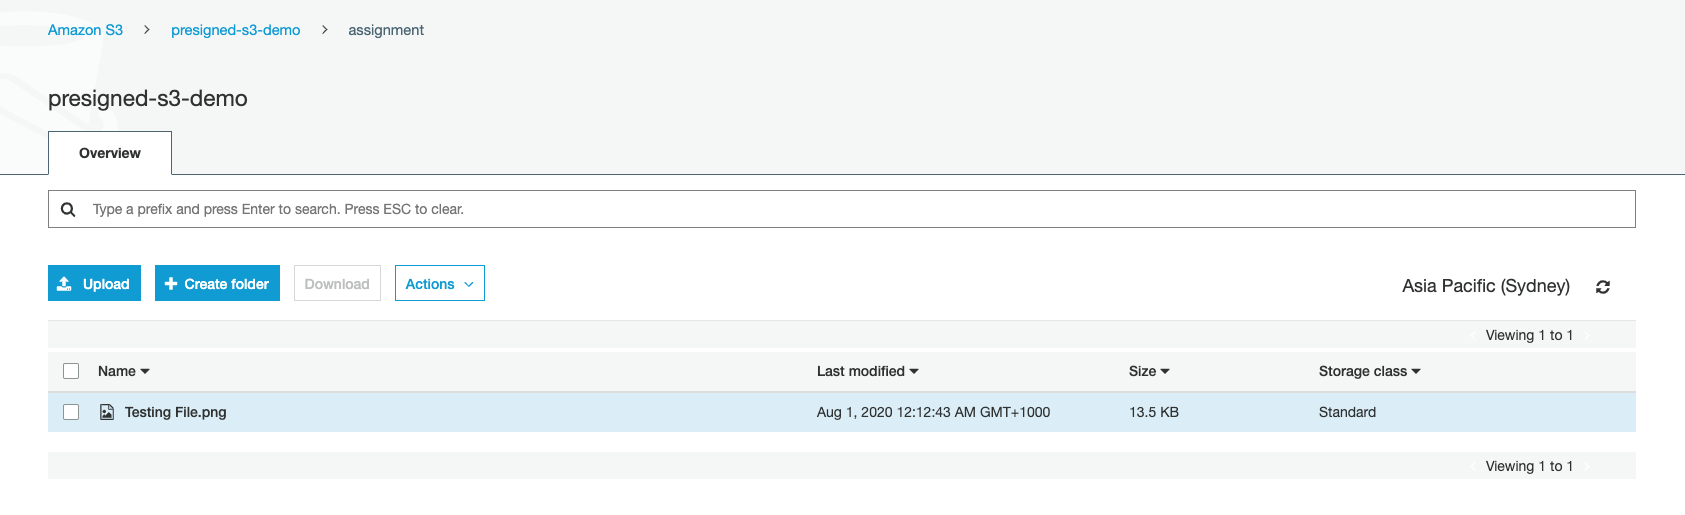 Amazon S3 > presigned-s3-demo > assignment
presigned-s3-demo
Overview
Type a prefix and press Enter to search. Press ESC to clear.
Upload + Create folder Download Actions Asia Pacific (Sydney)
Viewing 1 to 1
Name Last modified Size Storage class
Testing File.png Aug 1, 2020 12:12:43 AM GMT+1000 13.5 KB Standard
Viewing 1 to 1